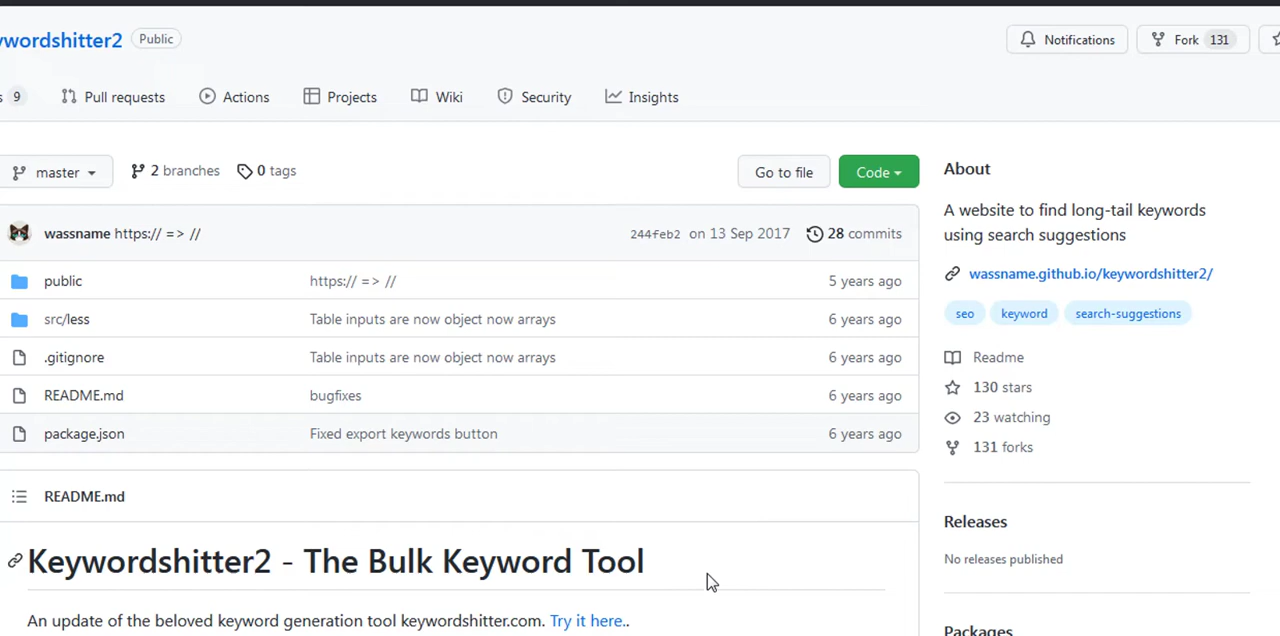 ywordshitter2 Public Notifications Fork 131
s 9 Pull requests Actions Projects Wiki Security Insights
master 2 branches 0 tags Go to file Code
wassname https:// => // 244feb2 on 13 Sep 2017 28 commits
public https:// => // 5 years ago
src/less Table inputs are now object now arrays 6 years ago
.gitignore Table inputs are now object now arrays 6 years ago
README.md bugfixes 6 years ago
package.json Fixed export keywords button 6 years ago
README.md
Keywordshitter2 - The Bulk Keyword Tool
An update of the beloved keyword generation tool keywordshitter.com. Try it here..
About
A website to find long-tail keywords
using search suggestions
wassname.github.io/keywordshitter2/
seo keyword search-suggestions
Readme
130 stars
23 watching
131 forks
Releases
No releases published
Packages